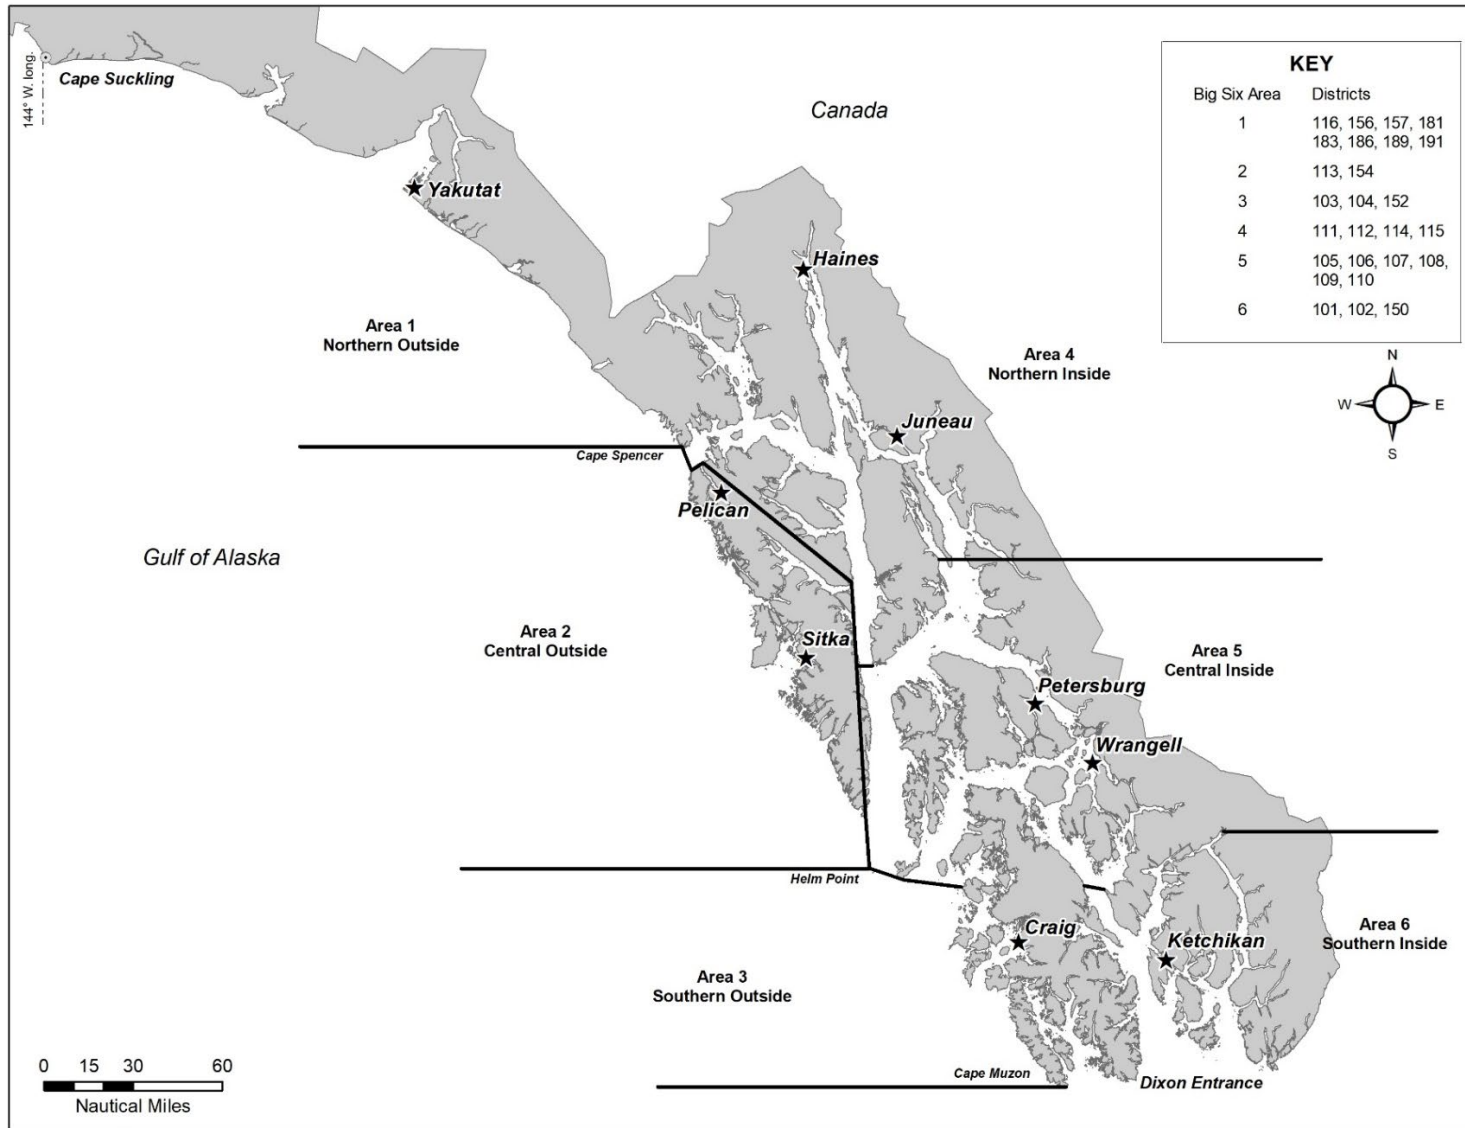 144° W. long.
Cape Suckling
Canada
Yakutat
Haines
Area 1
Northern Outside
Area 4
Northern Inside
Juneau
Cape Spencer
Pelican
Gulf of Alaska
Area 2
Central Outside
Sitka
Area 5
Central Inside
Petersburg
Wrangell
Helm Point
Craig
Ketchikan
Area 6
Southern Inside
Area 3
Southern Outside
Cape Muzon
Dixon Entrance
0 15 30 60
Nautical Miles
KEY
Big Six Area Districts
1 116, 156, 157, 181
183, 186, 189, 191
2 113, 154
3 103, 104, 152
4 111, 112, 114, 115
5 105, 106, 107, 108,
109, 110
6 101, 102, 150
N
W E
S